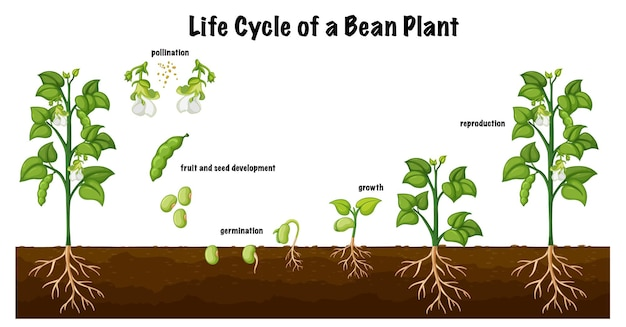 Life Cycle of a Bean Plant
pollination
reproduction
fruit and seed development
growth
germination